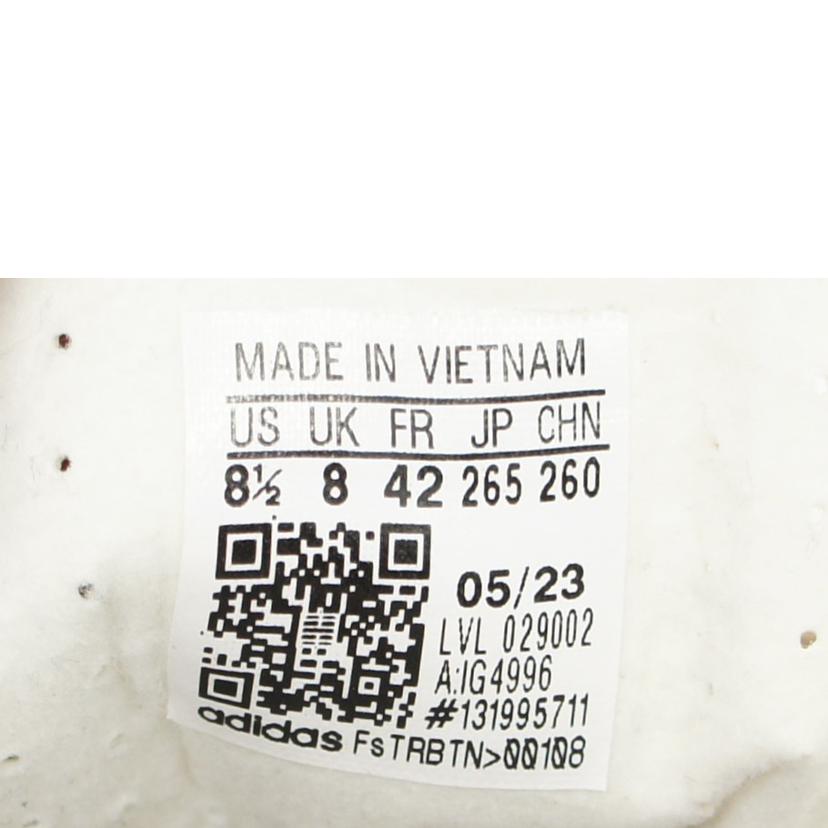 MADE IN VIETNAM
US UK FR JP CHN
8½ 8 42 265 260
05/23
LVL 029002
A:IG4996
#131995711
adidas FsTRBTN>00108